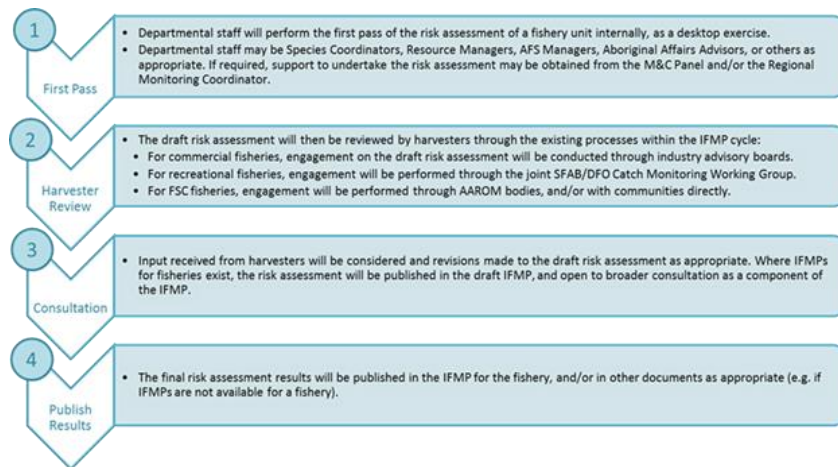 1
First Pass
• Departmental staff will perform the first pass of the risk assessment of a fishery unit internally, as a desktop exercise.
• Departmental staff may be Species Coordinators, Resource Managers, AFS Managers, Aboriginal Affairs Advisors, or others as
appropriate. If required, support to undertake the risk assessment may be obtained from the M&C Panel and/or the Regional
Monitoring Coordinator.
2
Harvester
Review
• The draft risk assessment will then be reviewed by harvesters through the existing processes within the IFMP cycle:
• For commercial fisheries, engagement on the draft risk assessment will be conducted through industry advisory boards.
• For recreational fisheries, engagement will be performed through the joint SFAB/DFO Catch Monitoring Working Group.
• For FSC fisheries, engagement will be performed through AAROM bodies, and/or with communities directly.
3
Consultation
• Input received from harvesters will be considered and revisions made to the draft risk assessment as appropriate. Where IFMPs
for fisheries exist, the risk assessment will be published in the draft IFMP, and open to broader consultation as a component of
the IFMP.
4
Publish
Results
• The final risk assessment results will be published in the IFMP for the fishery, and/or in other documents as appropriate (e.g. if
IFMPs are not available for a fishery).